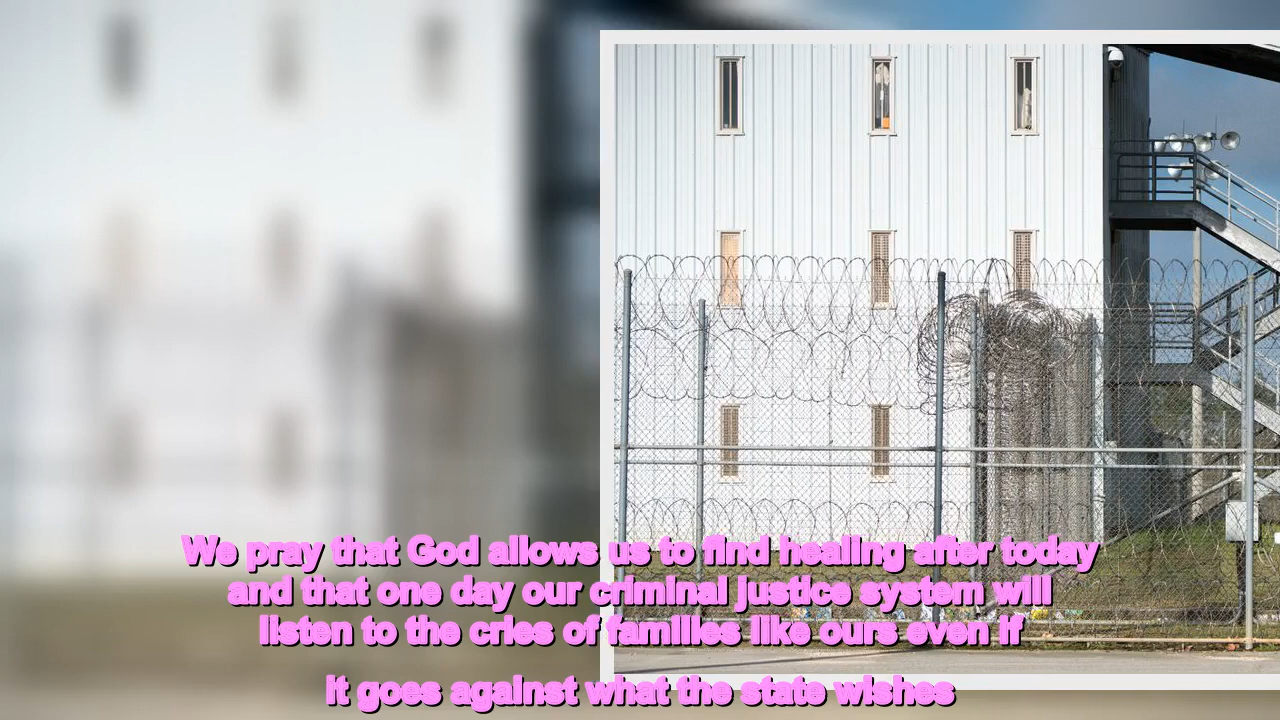 We pray that God allows us to find healing after today
and that one day our criminal justice system will
listen to the cries of families like ours even if
it goes against what the state wishes